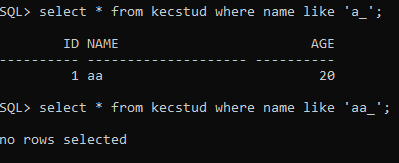 SQL> select * from kecstud where name like 'a_';
ID NAME AGE
---------- -------------------- ----------
1 aa 20
SQL> select * from kecstud where name like 'aa_';
no rows selected